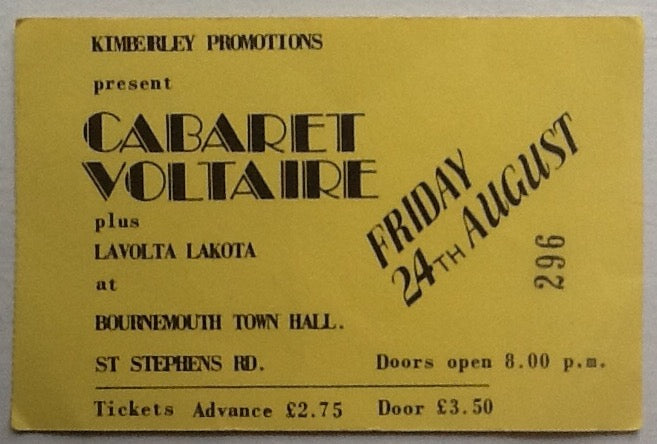 KIMBERLEY PROMOTIONS
present
CABARET
VOLTAIRE
plus
LAVOLTA LAKOTA
at
BOURNEMOUTH TOWN HALL.
ST STEPHENS RD.
FRIDAY
24TH AUGUST
296
Doors open 8.00 p.m.
Tickets Advance £2.75 Door £3.50